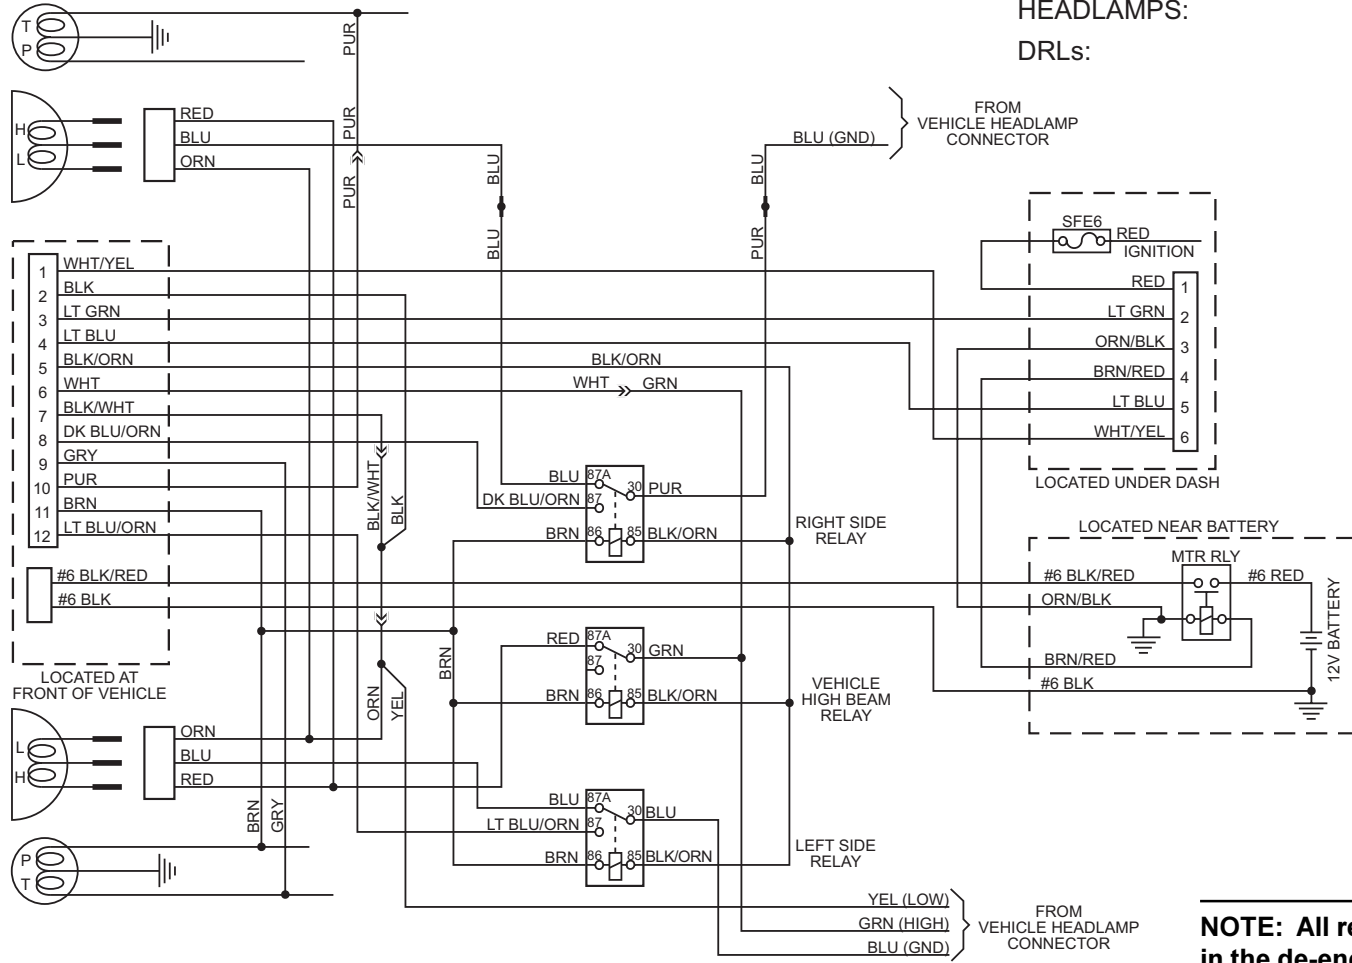 HEADLAMPS:
DRLs:
T
P
PUR
PUR
PUR
H
L
RED
BLU
ORN
BLU
BLU
BLU
PUR
BLU (GND)
FROM
VEHICLE HEADLAMP
CONNECTOR
1 WHT/YEL
2 BLK
3 LT GRN
4 LT BLU
5 BLK/ORN
6 WHT
7 BLK/WHT
8 DK BLU/ORN
9 GRY
10 PUR
11 BRN
12 LT BLU/ORN
#6 BLK/RED
#6 BLK
LOCATED AT
FRONT OF VEHICLE
BLK/ORN
WHT GRN
BLK/WHT
BLK
SFE6
RED
IGNITION
RED 1
LT GRN 2
ORN/BLK 3
BRN/RED 4
LT BLU 5
WHT/YEL 6
LOCATED UNDER DASH
BLU 87A 30 PUR
DK BLU/ORN 87
BRN 86 85 BLK/ORN
RIGHT SIDE
RELAY
LOCATED NEAR BATTERY
MTR RLY
#6 BLK/RED
#6 RED
ORN/BLK
BRN/RED
#6 BLK
12V BATTERY
RED 87A 30 GRN
87
BRN 86 85 BLK/ORN
VEHICLE
HIGH BEAM
RELAY
BRN
ORN
YEL
L
H
ORN
BLU
RED
BRN
GRY
BLU 87A 30 BLU
LT BLU/ORN 87
BRN 86 85 BLK/ORN
LEFT SIDE
RELAY
P
T
YEL (LOW)
GRN (HIGH)
BLU (GND)
FROM
VEHICLE HEADLAMP
CONNECTOR
NOTE: All re
in the de-en